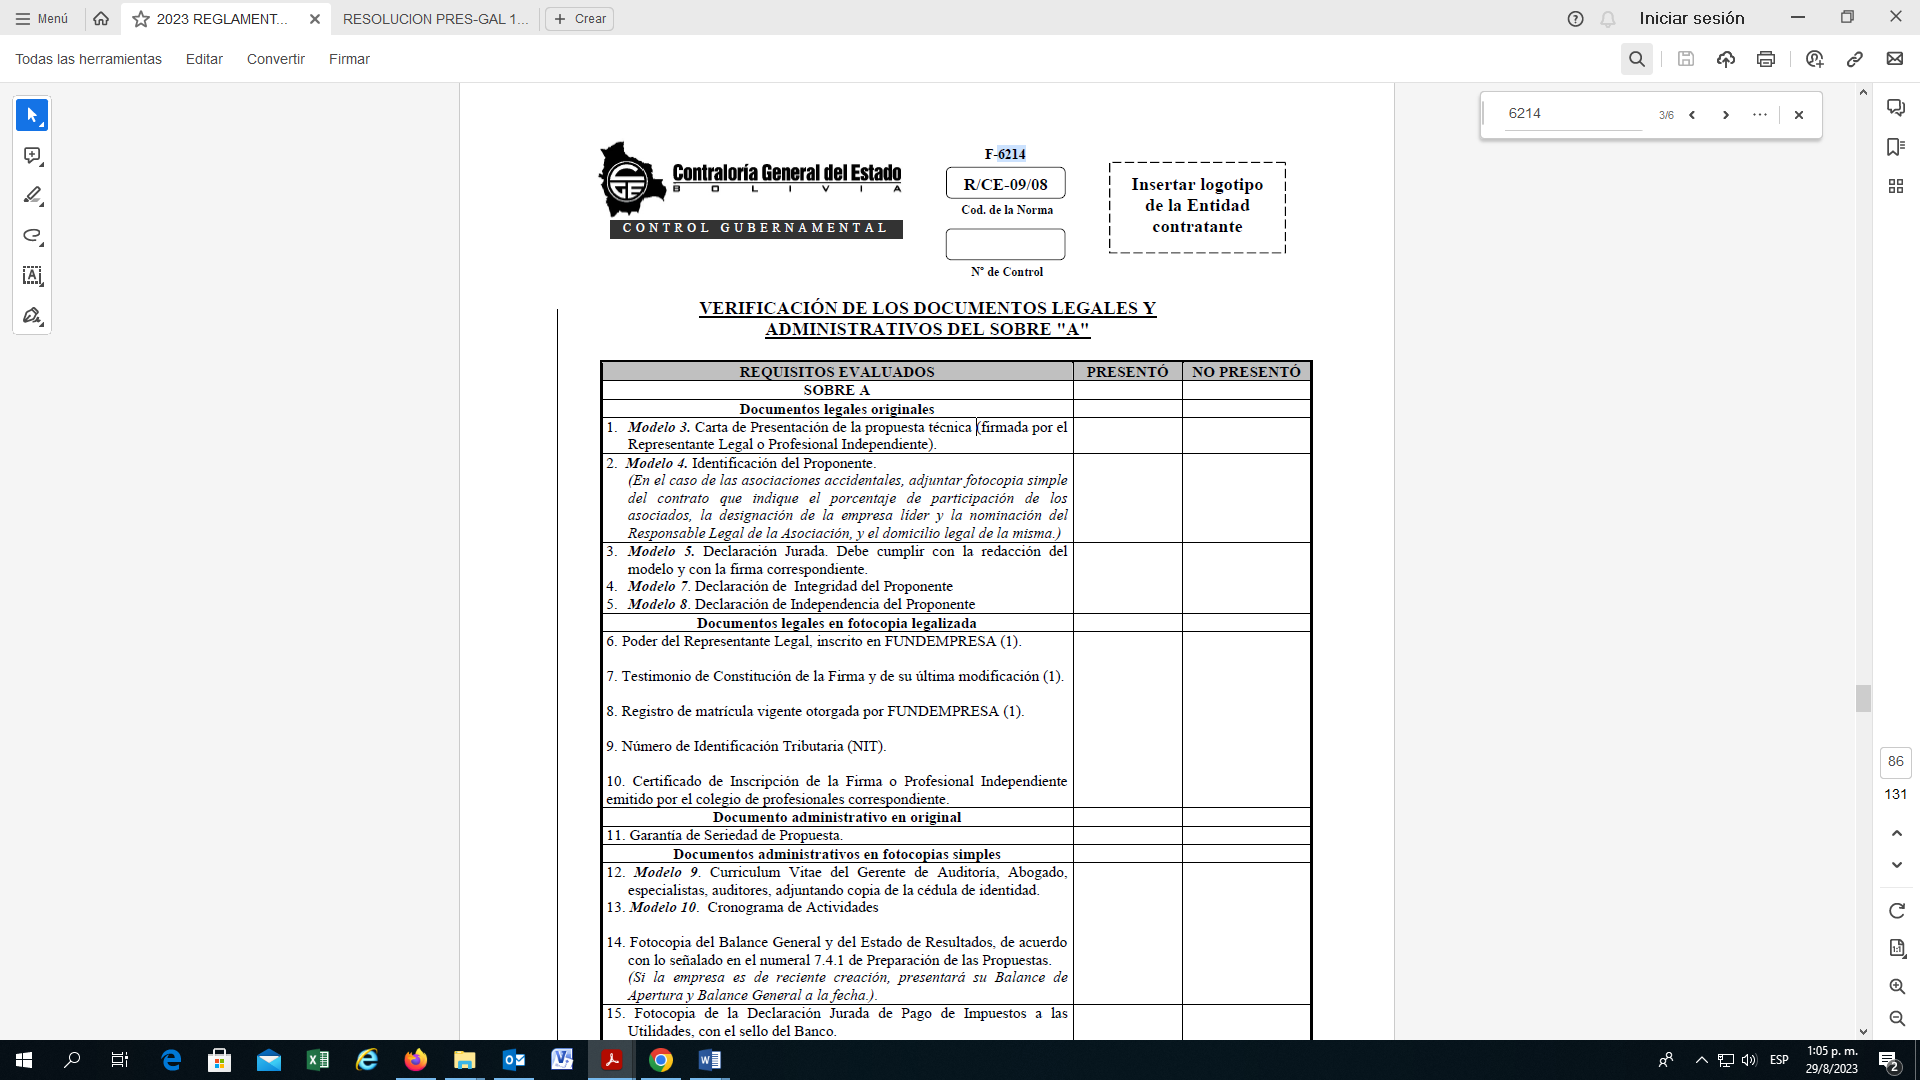 Menú
2023 REGLAMENT...
RESOLUCION PRES-GAL 1...
Crear
Iniciar sesión
Todas las herramientas
Editar
Convertir
Firmar
6214
3/6
Contraloría General del Estado
BOLIVIA
CONTROL GUBERNAMENTAL
CGE
F-6214
R/CE-09/08
Cod. de la Norma
N° de Control
Insertar logotipo
de la Entidad
contratante
VERIFICACIÓN DE LOS DOCUMENTOS LEGALES Y
ADMINISTRATIVOS DEL SOBRE "A"
REQUISITOS EVALUADOS PRESENTÓ NO PRESENTÓ
SOBRE A
Documentos legales originales
1. Modelo 3. Carta de Presentación de la propuesta técnica (firmada por el
Representante Legal o Profesional Independiente).
2. Modelo 4. Identificación del Proponente.
(En el caso de las asociaciones accidentales, adjuntar fotocopia simple
del contrato que indique el porcentaje de participación de los
asociados, la designación de la empresa líder y la nominación del
Responsable Legal de la Asociación, y el domicilio legal de la misma.)
3. Modelo 5. Declaración Jurada. Debe cumplir con la redacción del
modelo y con la firma correspondiente.
4. Modelo 7. Declaración de Integridad del Proponente
5. Modelo 8. Declaración de Independencia del Proponente
Documentos legales en fotocopia legalizada
6. Poder del Representante Legal, inscrito en FUNDEMPRESA (1).
7. Testimonio de Constitución de la Firma y de su última modificación (1).
8. Registro de matrícula vigente otorgada por FUNDEMPRESA (1).
9. Número de Identificación Tributaria (NIT).
10. Certificado de Inscripción de la Firma o Profesional Independiente
emitido por el colegio de profesionales correspondiente.
Documento administrativo en original
11. Garantía de Seriedad de Propuesta.
Documentos administrativos en fotocopias simples
12. Modelo 9. Curriculum Vitae del Gerente de Auditoría, Abogado,
especialistas, auditores, adjuntando copia de la cédula de identidad.
13. Modelo 10. Cronograma de Actividades
14. Fotocopia del Balance General y del Estado de Resultados, de acuerdo
con lo señalado en el numeral 7.4.1 de Preparación de las Propuestas.
(Si la empresa es de reciente creación, presentará su Balance de
Apertura y Balance General a la fecha.).
15. Fotocopia de la Declaración Jurada de Pago de Impuestos a las
Utilidades, con el sello del Banco.
86
131
ESP
1:05 p. m.
29/8/2023
2